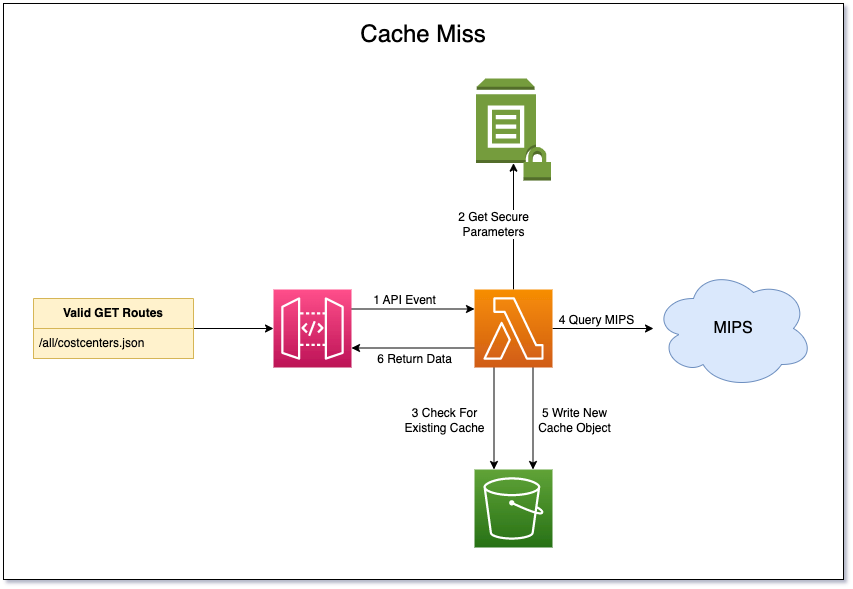 Cache Miss
2 Get Secure
Parameters
Valid GET Routes
/all/costcenters.json
1 API Event
</>
6 Return Data
4 Query MIPS
MIPS
3 Check For
Existing Cache
5 Write New
Cache Object